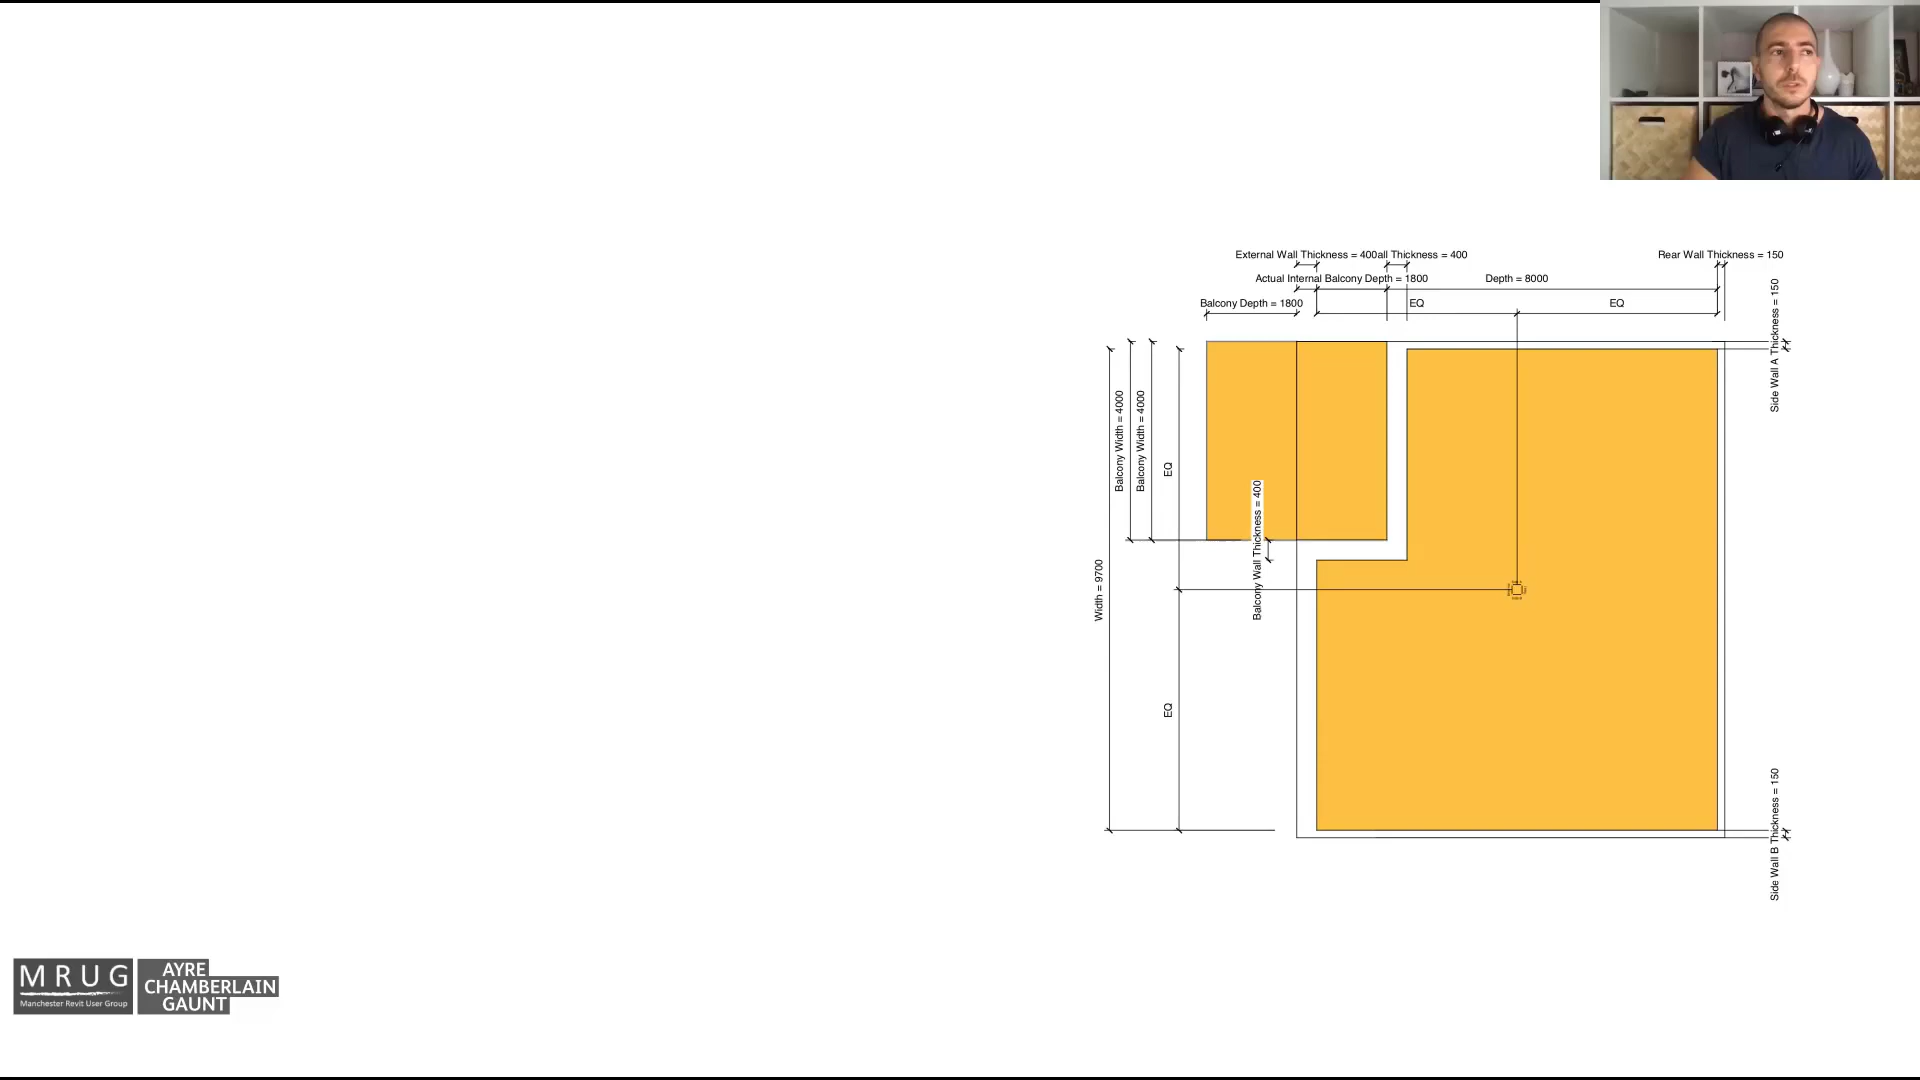 External Wall Thickness = 400all Thickness = 400
Rear Wall Thickness = 150
Actual Internal Balcony Depth = 1800
Depth = 8000
Balcony Depth = 1800
EQ
EQ
Side Wall A Thickness = 150
Balcony Width = 4000
Balcony Width = 4000
EQ
Balcony Wall Thickness = 400
Width = 9700
EQ
Side Wall B Thickness = 150
MRUG
Manchester Revit User Group
AYRE
CHAMBERLAIN
GAUNT